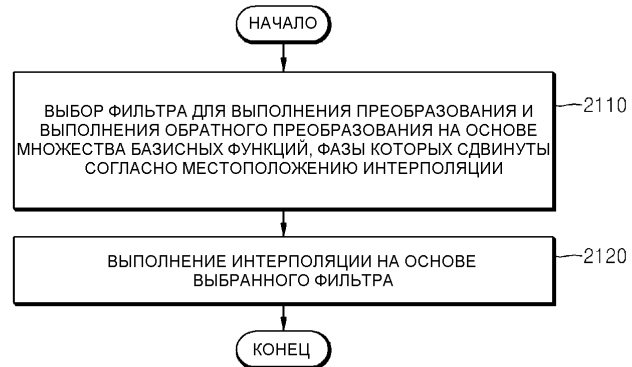 НАЧАЛО
ВЫБОР ФИЛЬТРА ДЛЯ ВЫПОЛНЕНИЯ ПРЕОБРАЗОВАНИЯ И
ВЫПОЛНЕНИЯ ОБРАТНОГО ПРЕОБРАЗОВАНИЯ НА ОСНОВЕ
МНОЖЕСТВА БАЗИСНЫХ ФУНКЦИЙ, ФАЗЫ КОТОРЫХ СДВИНУТЫ
СОГЛАСНО МЕСТОПОЛОЖЕНИЮ ИНТЕРПОЛЯЦИИ
2110
ВЫПОЛНЕНИЕ ИНТЕРПОЛЯЦИИ НА ОСНОВЕ
ВЫБРАННОГО ФИЛЬТРА
2120
КОНЕЦ